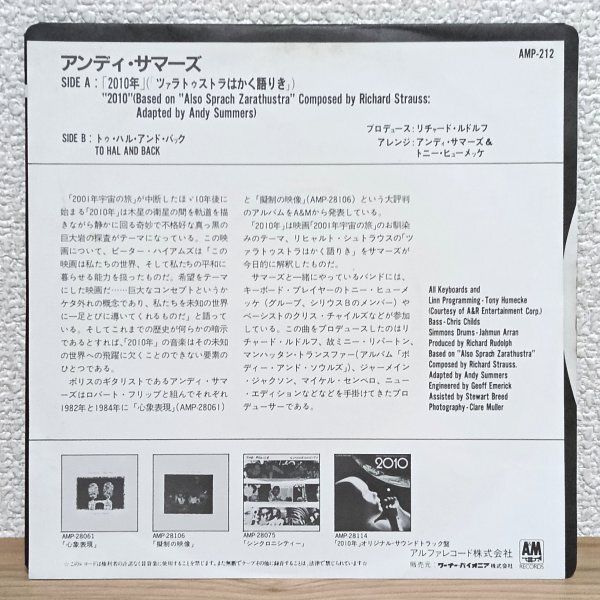 アンディ・サマーズ
AMP-212
SIDE A：「2010年」(「ツァラトゥストラはかく語りき」)
"2010"(Based on "Also Sprach Zarathustra" Composed by Richard Strauss:
Adapted by Andy Summers)
SIDE B：トゥ・ハル・アンド・バック
TO HAL AND BACK
プロデュース：リチャード・ルドルフ
アレンジ：アンディ・サマーズ＆
トニー・ヒューメッケ
「2001年宇宙の旅」が中断したほゞ10年後に
始まる「2010年」は木星の衛星の間を軌道を描
きながら静かに回る奇妙で不格好な真っ黒の
巨大岩の探査がテーマになっている。この映
画について、ピーター・ハイアムズは「この
映画は私たちの世界、そして私たちの平和に
暮らせる能力を扱ったものだ。希望をテーマ
にした映画だ……巨大なコンセプトというか
ケタ外れの概念であり、私たちを未知の世界
に一足とびに導いてくれるものだ」と語って
いる。そしてこれまでの歴史が何らかの暗示
であるとすれば、「2010年」の音楽はその未知
の世界への飛躍に欠くことのできない要素の
ひとつである。
ポリスのギタリストであるアンディ・サマ
ーズはロバート・フリップと組んでそれぞれ
1982年と1984年に「心象表現」(AMP-28061)
と「擬制の映像」(AMP-28106)という大評判
のアルバムをA&Mから発表している。
「2010年」は映画「2001年宇宙の旅」のお馴染
みのテーマ、リヒャルト・シュトラウスの「ツ
ァラトゥストラはかく語りき」をサマーズが
今日的に解釈したものだ。
サマーズと一緒にやっているバンドには、
キーボード・プレイヤーのトニー・ヒューメ
ッケ(グループ、シリウスBのメンバー)やベ
ーシストのクリス・チャイルズなどが参加し
ている。この曲をプロデュースしたのはリチ
ャード・ルドルフ、故ミニー・リパートン、
マンハッタン・トランスファー(アルバム「ボ
ディー・アンド・ソウルズ」)、ジャーメイン
・ジャクソン、マイケル・センベロ、ニュー
・エディションなどなどを手掛けてきたプロ
デューサーである。
All Keyboards and
Linn Programming-Tony Humecke
(Courtesy of A&R Entertainment Corp.)
Bass-Chris Childs
Simmons Drums-Jahmun Arran
Produced by Richard Rudolph
Based on "Also Sprach Zarathustra"
Composed by Richard Strauss.
Adapted by Andy Summers
Engineered by Geoff Emerick
Assisted by Stewart Breed
Photography-Clare Muller
2010
AMP-28061
「心象表現」
AMP-28106
「擬制の映像」
AMP-28075
「シンクロニシティー」
AMP-28114
「2010年」オリジナル・サウンドトラック盤
アルファレコード株式会社
販売元：ワーナー・パイオニア株式会社
AM
RECORDS